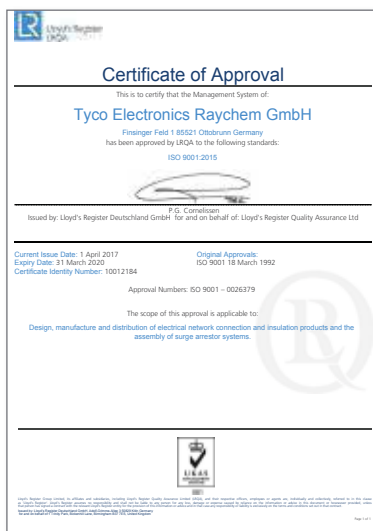 Lloyd's Register
LRQA
Certificate of Approval
This is to certify that the Management System of:
Tyco Electronics Raychem GmbH
Finsinger Feld 1 85521 Ottobrunn Germany
has been approved by LRQA to the following standards:
ISO 9001:2015
P.G. Cornelissen
Issued by: Lloyd's Register Deutschland GmbH for and on behalf of: Lloyd's Register Quality Assurance Ltd
Current Issue Date: 1 April 2017
Expiry Date: 31 March 2020
Certificate Identity Number: 10012184
Original Approvals:
ISO 9001 18 March 1992
Approval Numbers: ISO 9001 – 0026379
The scope of this approval is applicable to:
Design, manufacture and distribution of electrical network connection and insulation products and the
assembly of surge arrestor systems.
UKAS
Page 1 of 1